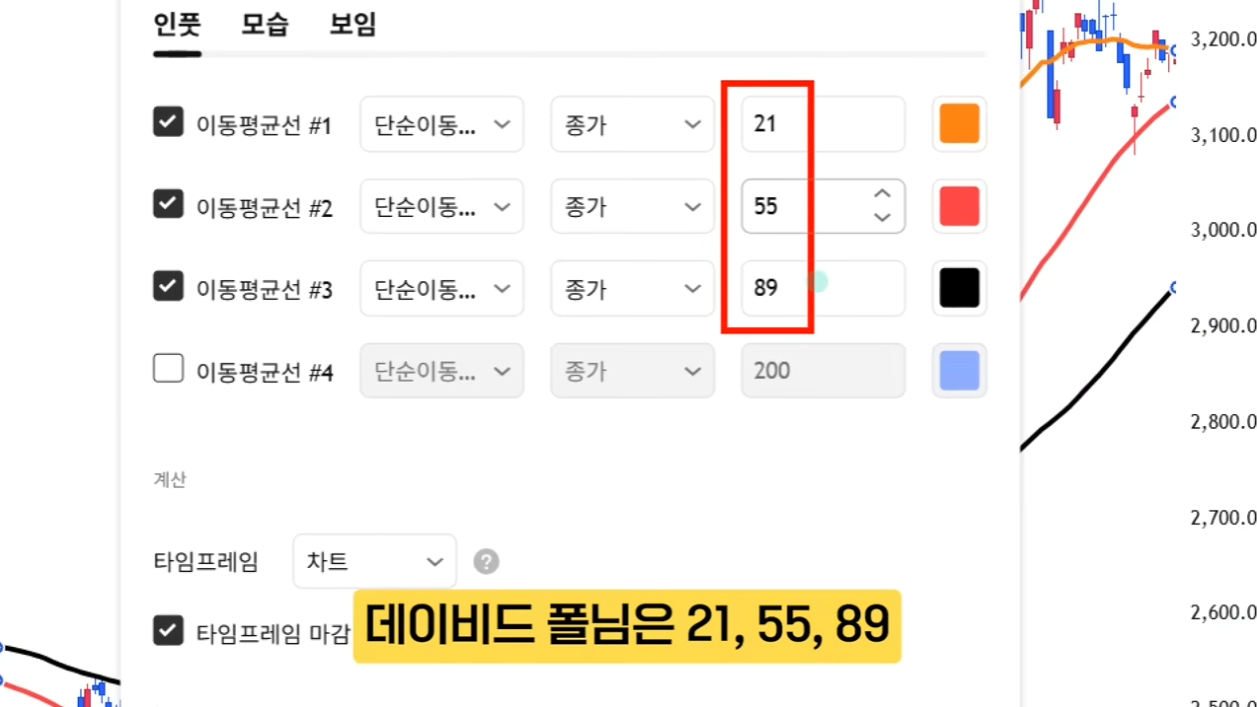 인풋 모습 보임
이동평균선 #1 단순이동... 종가 21
이동평균선 #2 단순이동... 종가 55
이동평균선 #3 단순이동... 종가 89
이동평균선 #4 단순이동... 종가 200
계산
타임프레임 차트 ?
타임프레임 마감
데이비드 폴님은 21, 55, 89
3,200.0
3,100.0
3,000.0
2,900.0
2,800.0
2,700.0
2,600.0